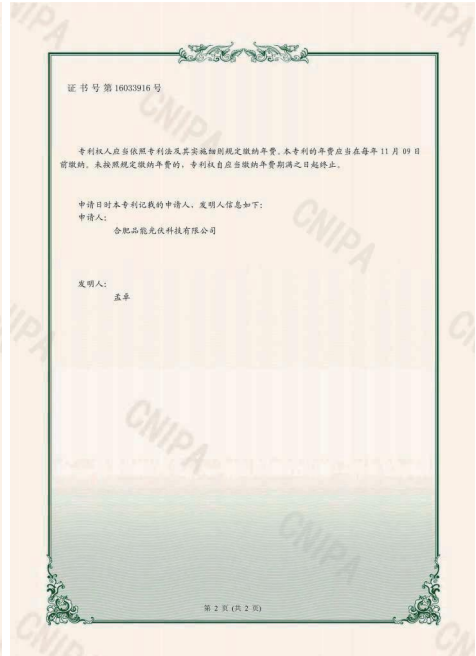 证书号第16033916号
专利权人应当依照专利法及其实施细则规定缴纳年费。本专利的年费应当在每年11月09日
前缴纳。未按照规定缴纳年费的，专利权自应当缴纳年费期满之日起终止。
申请日时本专利记载的申请人、发明人信息如下：
申请人：
合肥品能光伏科技有限公司
发明人：
孟卓
第 2 页 (共 2 页)
CNIPA
CNIPA
CNIPA
CNIPA